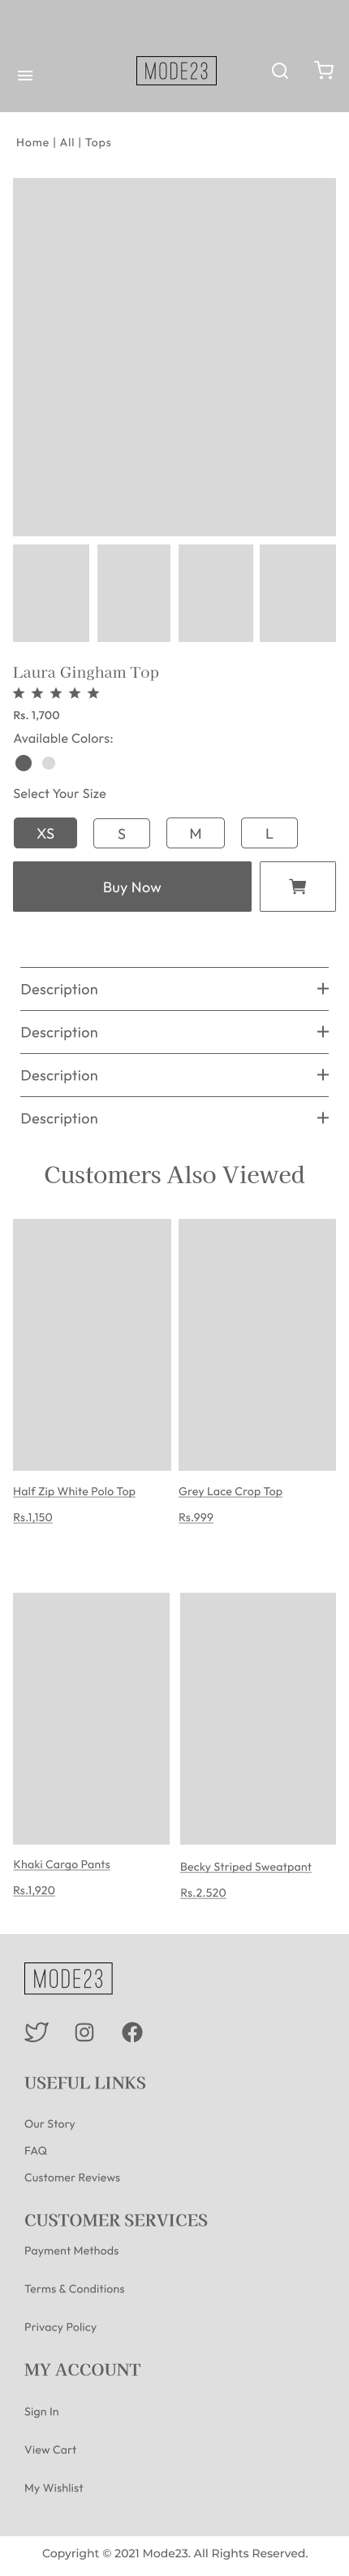 MODE23
Home | All | Tops
Laura Gingham Top
Rs. 1,700
Available Colors:
Select Your Size
XS S M L
Buy Now
Description
Description
Description
Description
Customers Also Viewed
Half Zip White Polo Top Grey Lace Crop Top
Rs.1,150 Rs.999
Khaki Cargo Pants Becky Striped Sweatpant
Rs.1,920 Rs.2.520
MODE23
USEFUL LINKS
Our Story
FAQ
Customer Reviews
CUSTOMER SERVICES
Payment Methods
Terms & Conditions
Privacy Policy
MY ACCOUNT
Sign In
View Cart
My Wishlist
Copyright © 2021 Mode23. All Rights Reserved.